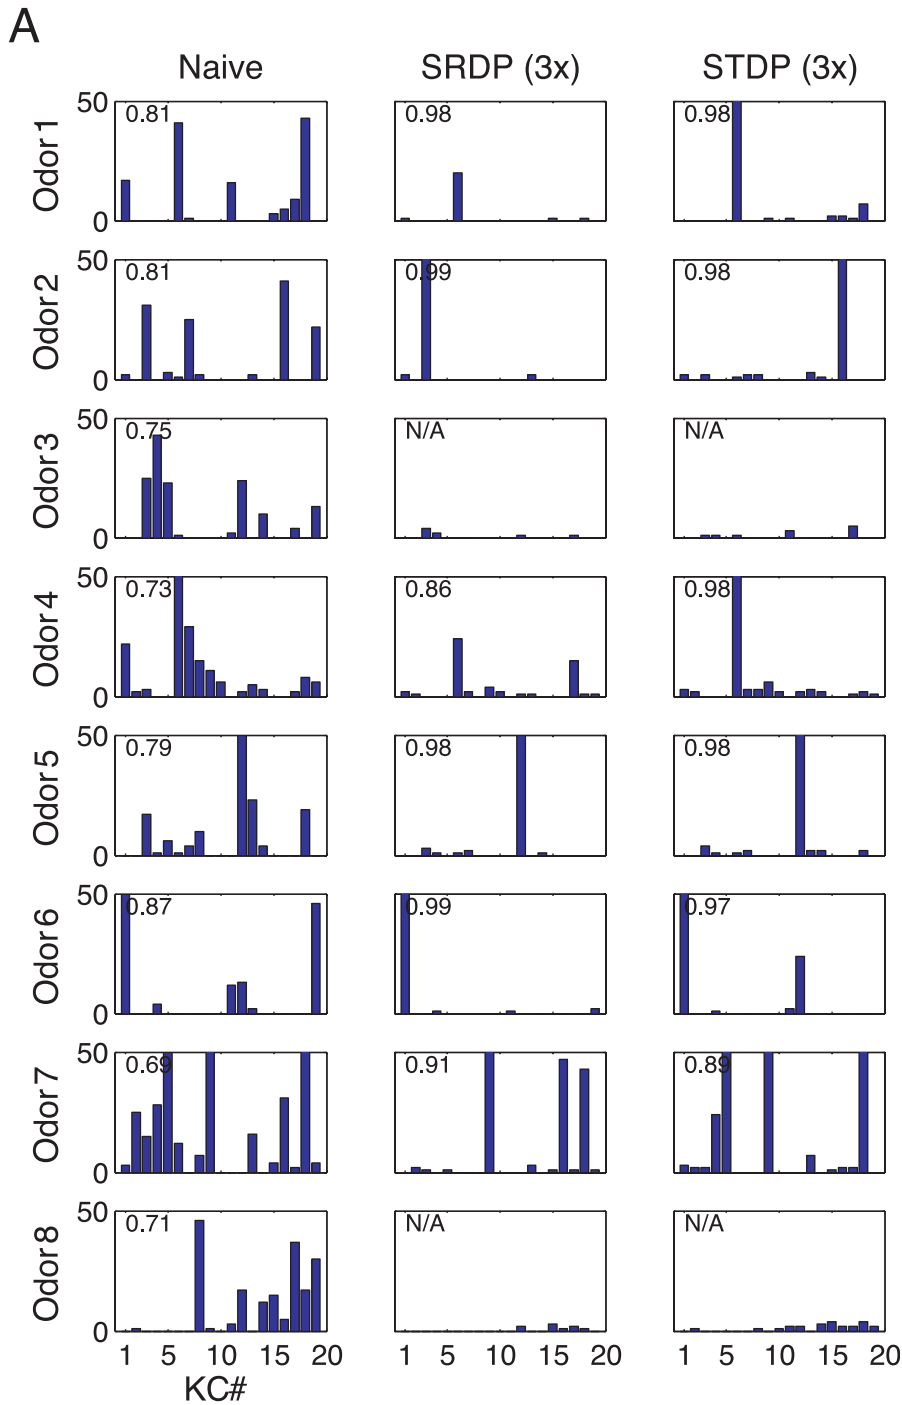 A
Naive SRDP (3x) STDP (3x)
Odor 1 50 0 0.81 0.98 0.98
Odor 2 50 0 0.81 0.99 0.98
Odor 3 50 0 0.75 N/A N/A
Odor 4 50 0 0.73 0.86 0.98
Odor 5 50 0 0.79 0.98 0.98
Odor 6 50 0 0.87 0.99 0.97
Odor 7 50 0 0.69 0.91 0.89
Odor 8 50 0 0.71 N/A N/A
1 5 10 15 20 1 5 10 15 20 1 5 10 15 20
KC#